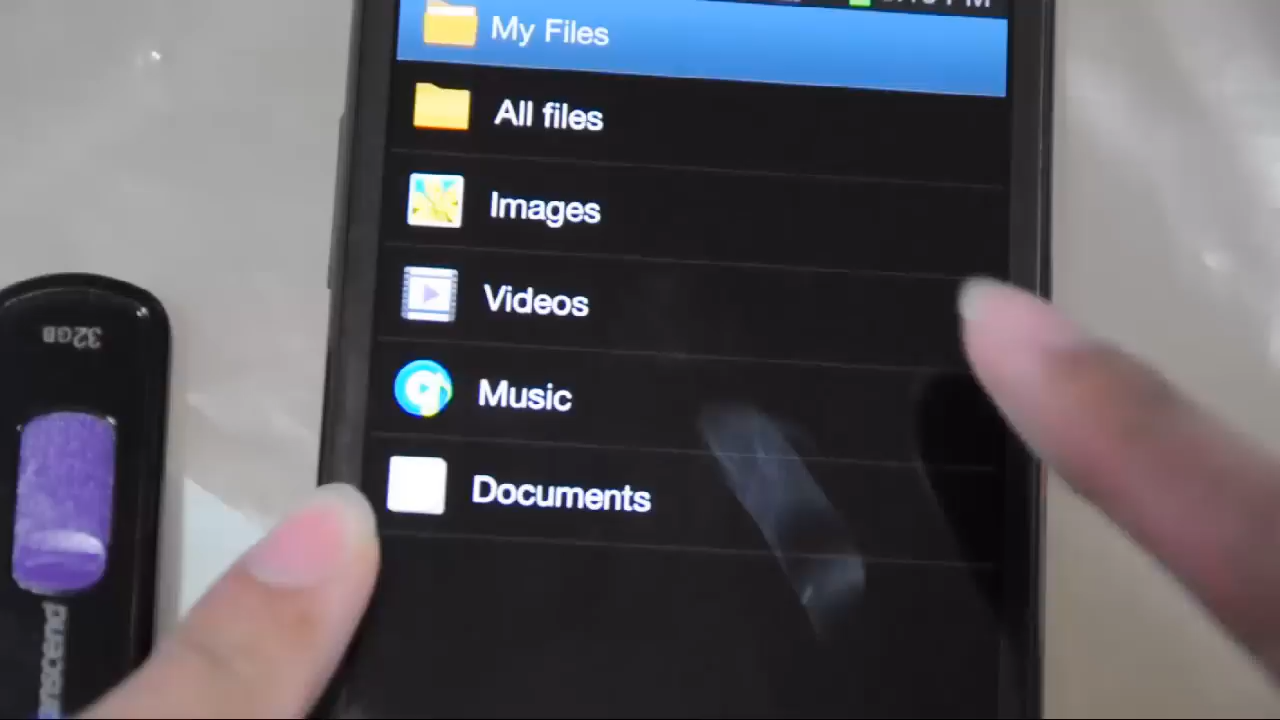 My Files
All files
Images
Videos
Music
Documents
32GB